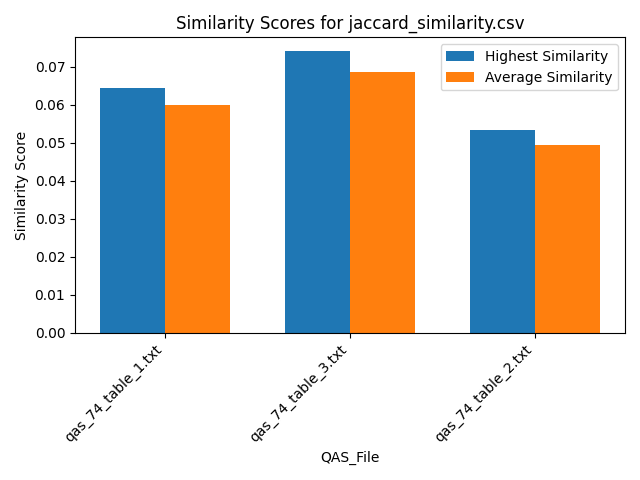 Similarity Scores for jaccard_similarity.csv
Highest Similarity
Average Similarity
Similarity Score
0.07
0.06
0.05
0.04
0.03
0.02
0.01
0.00
qas_74_table_1.txt
qas_74_table_3.txt
qas_74_table_2.txt
QAS_File